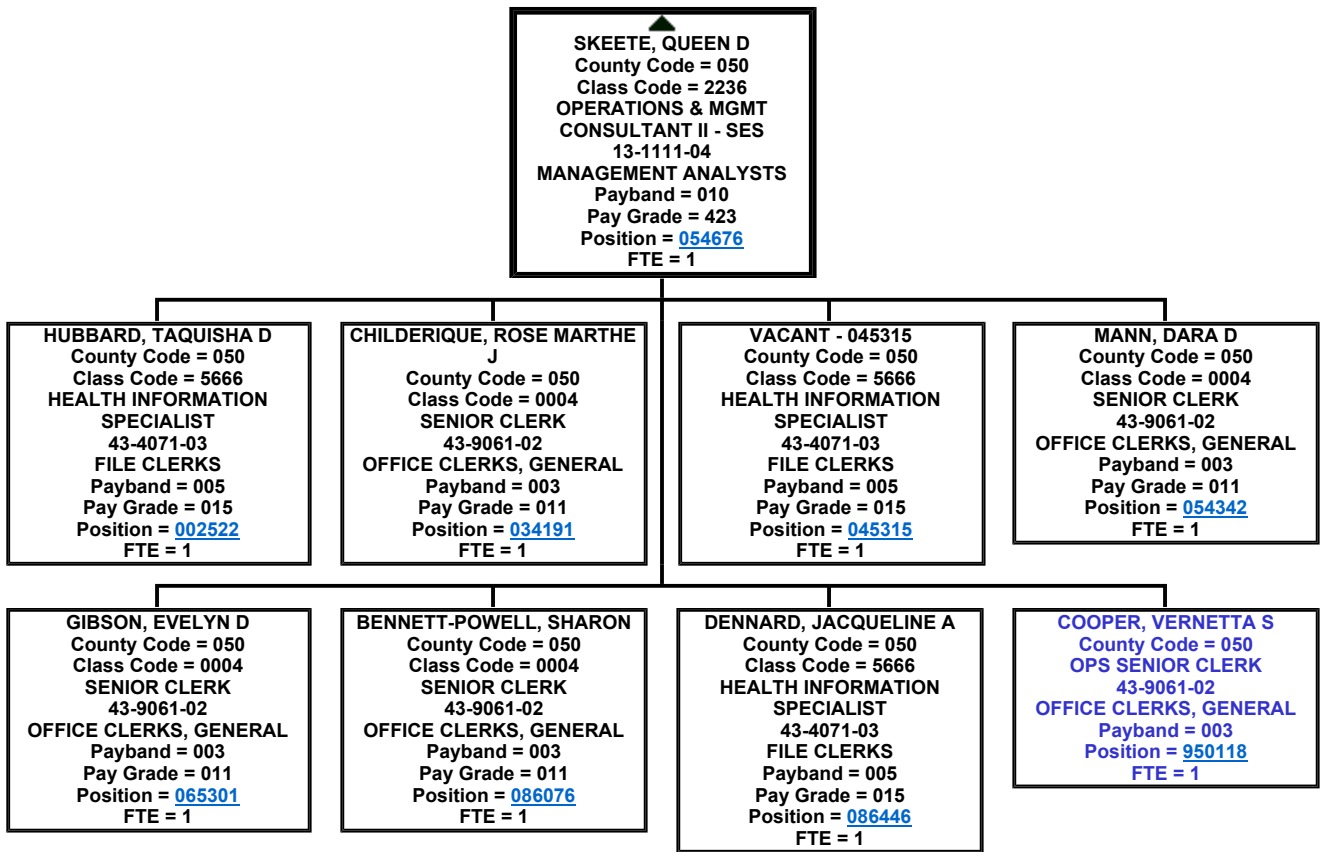 SKEETE, QUEEN D
County Code = 050
Class Code = 2236
OPERATIONS & MGMT
CONSULTANT II - SES
13-1111-04
MANAGEMENT ANALYSTS
Payband = 010
Pay Grade = 423
Position = 054676
FTE = 1
HUBBARD, TAQUISHA D
County Code = 050
Class Code = 5666
HEALTH INFORMATION
SPECIALIST
43-4071-03
FILE CLERKS
Payband = 005
Pay Grade = 015
Position = 002522
FTE = 1
CHILDERIQUE, ROSE MARTHE
J
County Code = 050
Class Code = 0004
SENIOR CLERK
43-9061-02
OFFICE CLERKS, GENERAL
Payband = 003
Pay Grade = 011
Position = 034191
FTE = 1
VACANT - 045315
County Code = 050
Class Code = 5666
HEALTH INFORMATION
SPECIALIST
43-4071-03
FILE CLERKS
Payband = 005
Pay Grade = 015
Position = 045315
FTE = 1
MANN, DARA D
County Code = 050
Class Code = 0004
SENIOR CLERK
43-9061-02
OFFICE CLERKS, GENERAL
Payband = 003
Pay Grade = 011
Position = 054342
FTE = 1
GIBSON, EVELYN D
County Code = 050
Class Code = 0004
SENIOR CLERK
43-9061-02
OFFICE CLERKS, GENERAL
Payband = 003
Pay Grade = 011
Position = 065301
FTE = 1
BENNETT-POWELL, SHARON
County Code = 050
Class Code = 0004
SENIOR CLERK
43-9061-02
OFFICE CLERKS, GENERAL
Payband = 003
Pay Grade = 011
Position = 086076
FTE = 1
DENNARD, JACQUELINE A
County Code = 050
Class Code = 5666
HEALTH INFORMATION
SPECIALIST
43-4071-03
FILE CLERKS
Payband = 005
Pay Grade = 015
Position = 086446
FTE = 1
COOPER, VERNETTA S
County Code = 050
OPS SENIOR CLERK
43-9061-02
OFFICE CLERKS, GENERAL
Payband = 003
Position = 950118
FTE = 1